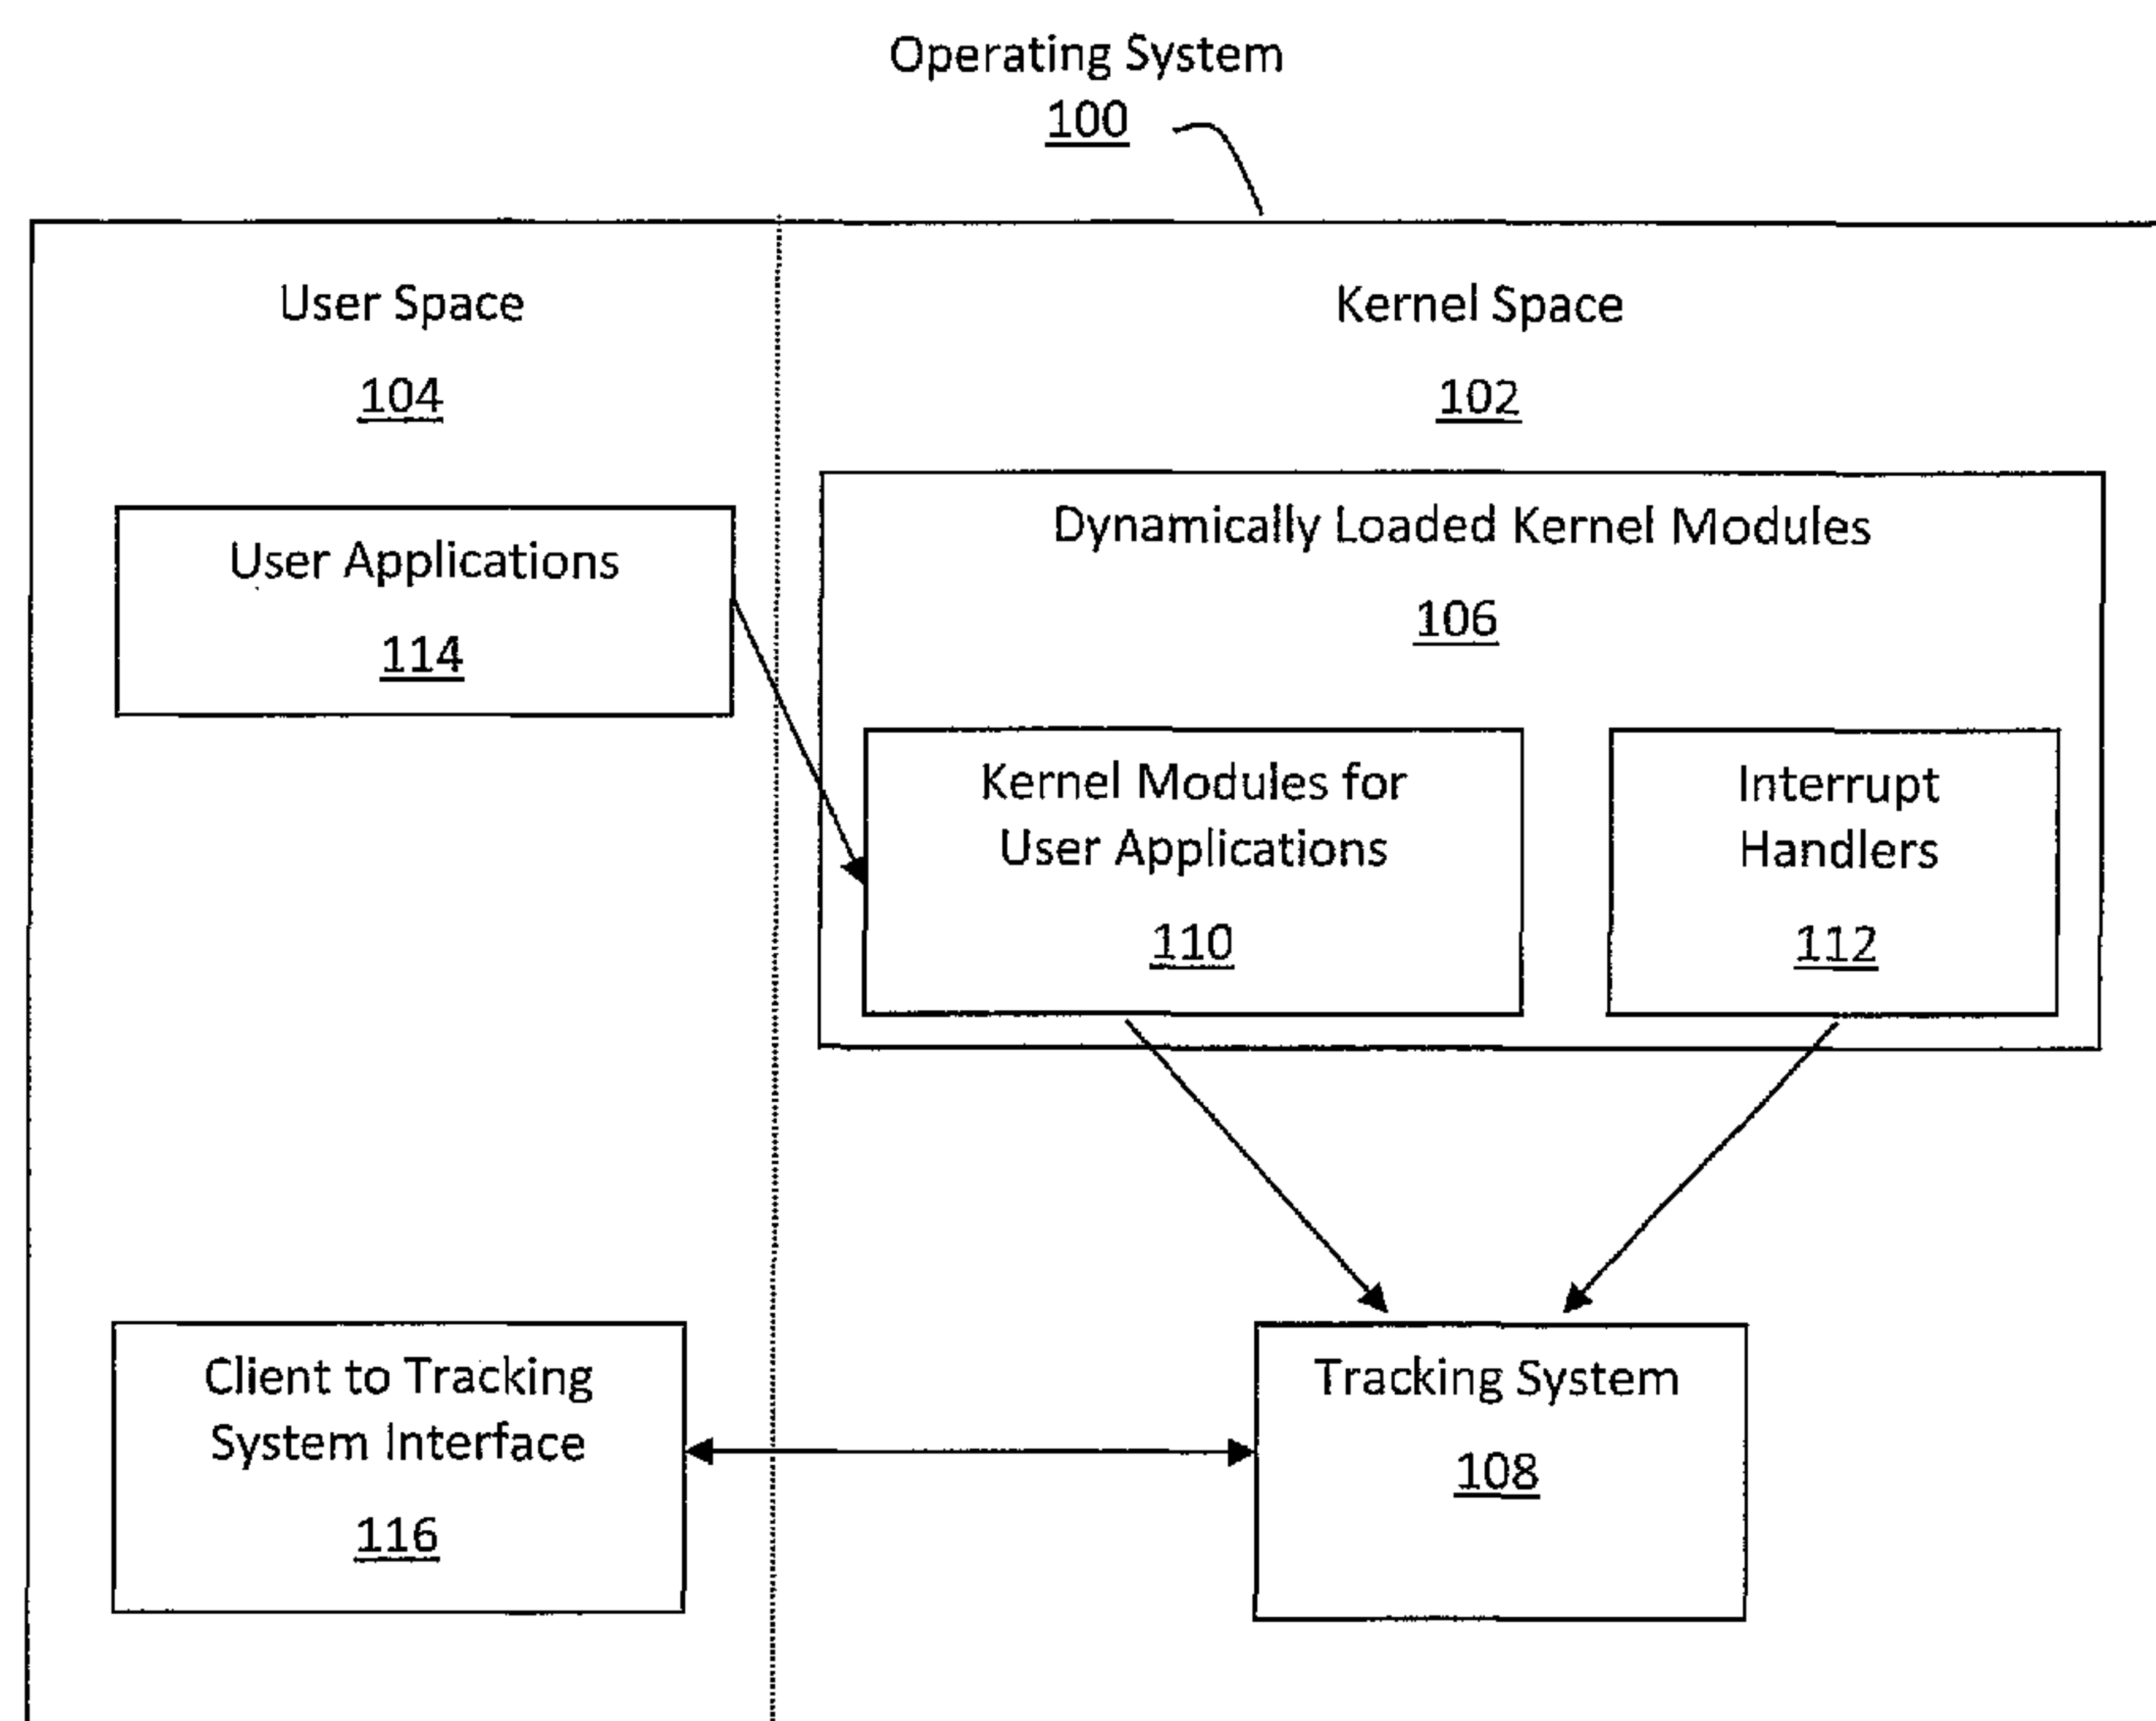 Operating System
100
User Space
104
Kernel Space
102
User Applications
114
Dynamically Loaded Kernel Modules
106
Kernel Modules for
User Applications
110
Interrupt
Handlers
112
Client to Tracking
System Interface
116
Tracking System
108